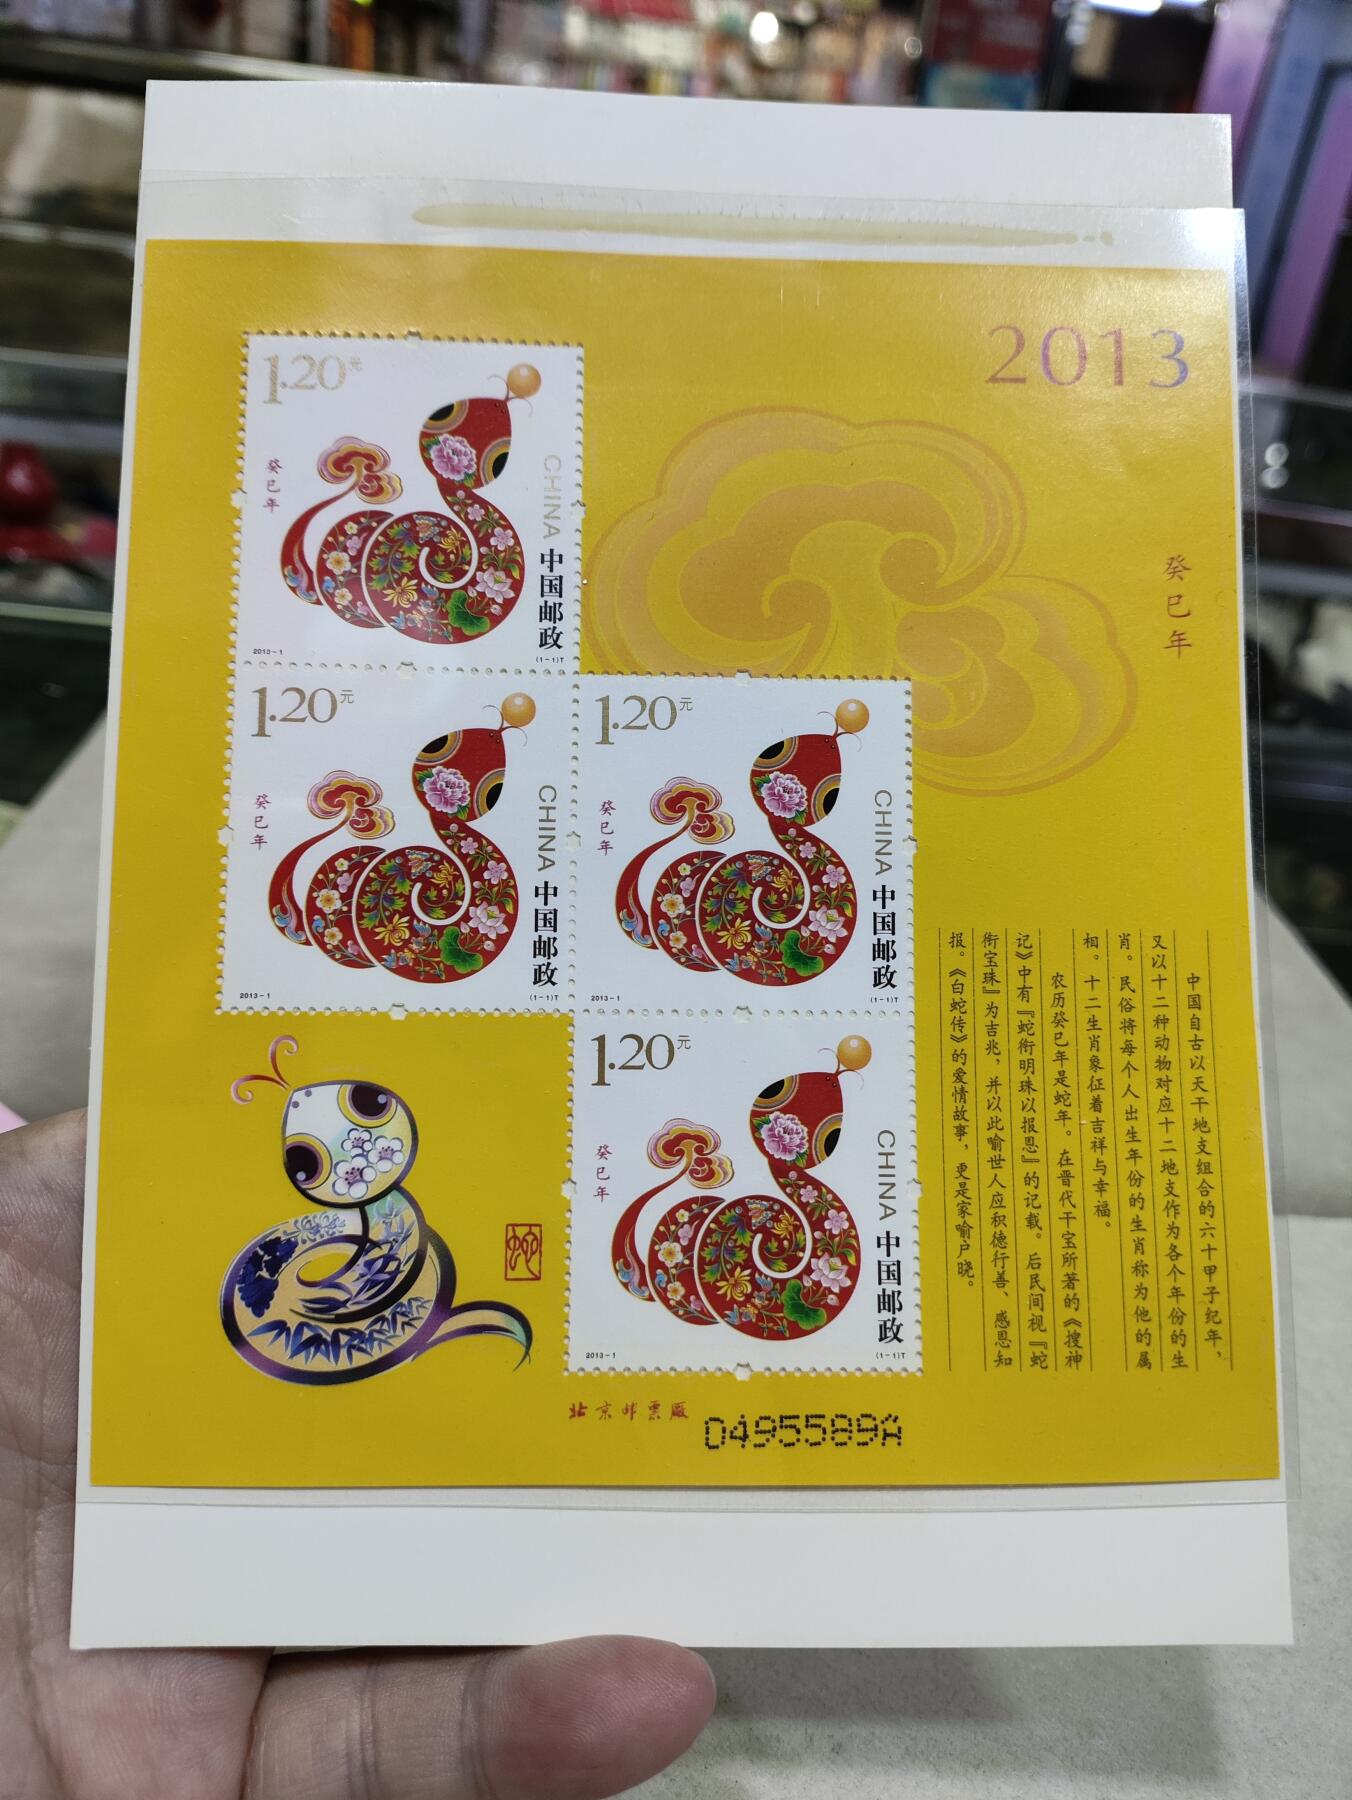 2013
癸巳年
1.20元
癸巳年
CHINA
中国邮政
2013-1
(1-1)T
1.20元
癸巳年
CHINA
中国邮政
2013-1
(1-1)T
1.20元
癸巳年
CHINA
中国邮政
2013-1
(1-1)T
1.20元
癸巳年
CHINA
中国邮政
2013-1
(1-1)T
中国自古以天干地支组合的六十甲子纪年，
又以十二种动物对应十二地支作为各个年份的生
肖。民俗将每个人出生年份的生肖称为他的属
相。十二生肖象征着吉祥与幸福。
农历癸巳年是蛇年。在晋代干宝所著的《搜神
记》中有『蛇衔明珠以报恩』的记载。后民间视『蛇
衔宝珠』为吉兆，并以此喻世人应积德行善、感恩知
报。《白蛇传》的爱情故事，更是家喻户晓。
蛇
北京邮票厂
0495589A